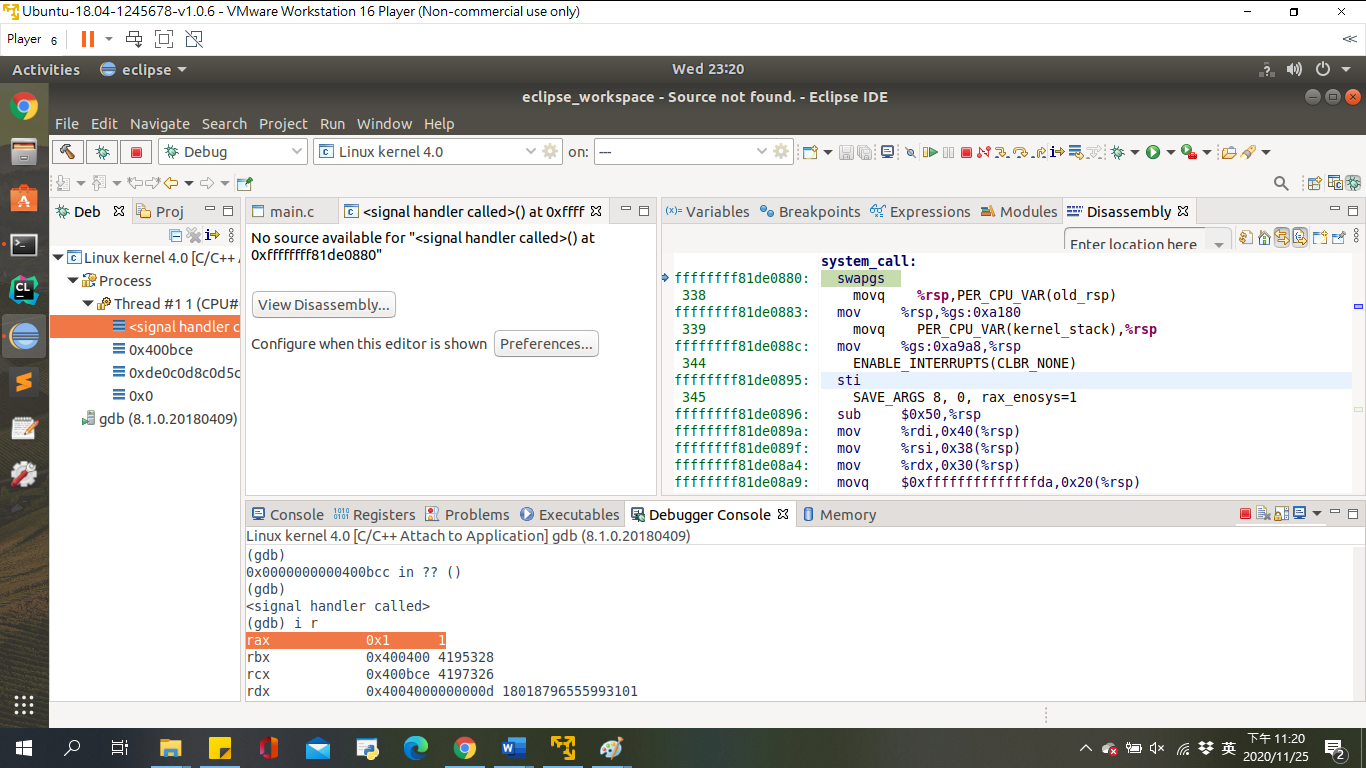 Ubuntu-18.04-1245678-v1.0.6 - VMware Workstation 16 Player (Non-commercial use only)
Player 6
Activities eclipse Wed 23:20
eclipse_workspace - Source not found. - Eclipse IDE
File Edit Navigate Search Project Run Window Help
Debug Linux kernel 4.0 on: ---
Deb Proj
Linux kernel 4.0 [C/C++ A
Process
Thread #1 1 (CPU#
<signal handler c
0x400bce
0xde0c0d8c0d5c
0x0
gdb (8.1.0.20180409)
main.c <signal handler called>() at 0xffff
No source available for "<signal handler called>() at
0xffffffff81de0880"
View Disassembly...
Configure when this editor is shown Preferences...
(x)= Variables Breakpoints Expressions Modules Disassembly
Enter location here
system_call:
ffffffff81de0880: swapgs
338 movq %rsp,PER_CPU_VAR(old_rsp)
ffffffff81de0883: mov %rsp,%gs:0xa180
339 movq PER_CPU_VAR(kernel_stack),%rsp
ffffffff81de088c: mov %gs:0xa9a8,%rsp
344 ENABLE_INTERRUPTS(CLBR_NONE)
ffffffff81de0895: sti
345 SAVE_ARGS 8, 0, rax_enosys=1
ffffffff81de0896: sub $0x50,%rsp
ffffffff81de089a: mov %rdi,0x40(%rsp)
ffffffff81de089f: mov %rsi,0x38(%rsp)
ffffffff81de08a4: mov %rdx,0x30(%rsp)
ffffffff81de08a9: movq $0xffffffffffffffda,0x20(%rsp)
Console Registers Problems Executables Debugger Console Memory
Linux kernel 4.0 [C/C++ Attach to Application] gdb (8.1.0.20180409)
(gdb)
0x0000000000400bcc in ?? ()
(gdb)
<signal handler called>
(gdb) i r
rax 0x1 1
rbx 0x400400 4195328
rcx 0x400bce 4197326
rdx 0x4004000000000d 18018796555993101
英 下午 11:20
2020/11/25
2